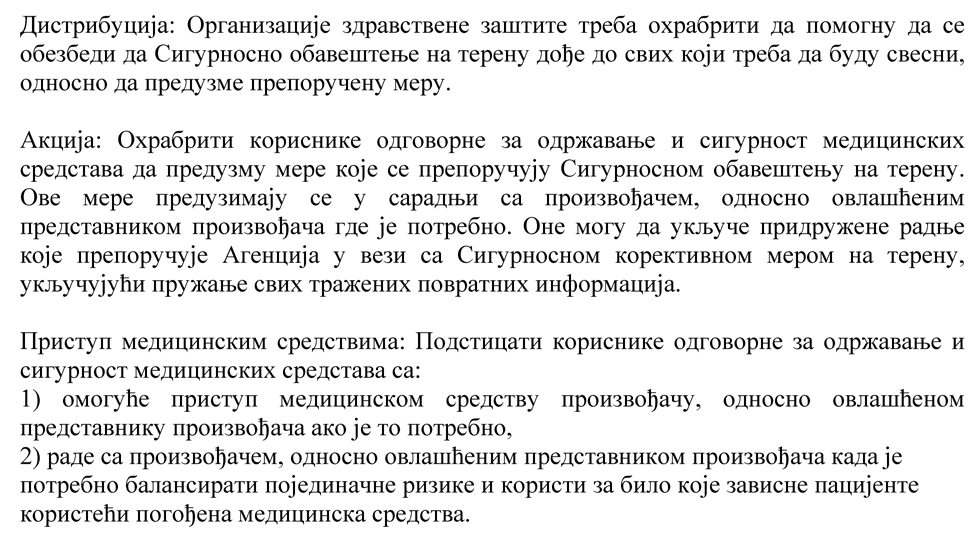 Дистрибуција: Организације здравствене заштите треба охрабрити да помогну да се
обезбеди да Сигурносно обавештење на терену дође до свих који треба да буду свесни,
односно да предузме препоручену меру.
Акција: Охрабрити кориснике одговорне за одржавање и сигурност медицинских
средстава да предузму мере које се препоручују Сигурносном обавештењу на терену.
Ове мере предузимају се у сарадњи са произвођачем, односно овлашћеним
представником произвођача где је потребно. Оне могу да укључе придружене радње
које препоручује Агенција у вези са Сигурносном корективном мером на терену,
укључујући пружање свих тражених повратних информација.
Приступ медицинским средствима: Подстицати кориснике одговорне за одржавање и
сигурност медицинских средстава са:
1) омогуће приступ медицинском средству произвођачу, односно овлашћеном
представнику произвођача ако је то потребно,
2) раде са произвођачем, односно овлашћеним представником произвођача када је
потребно балансирати појединачне ризике и користи за било које зависне пацијенте
користећи погођена медицинска средства.